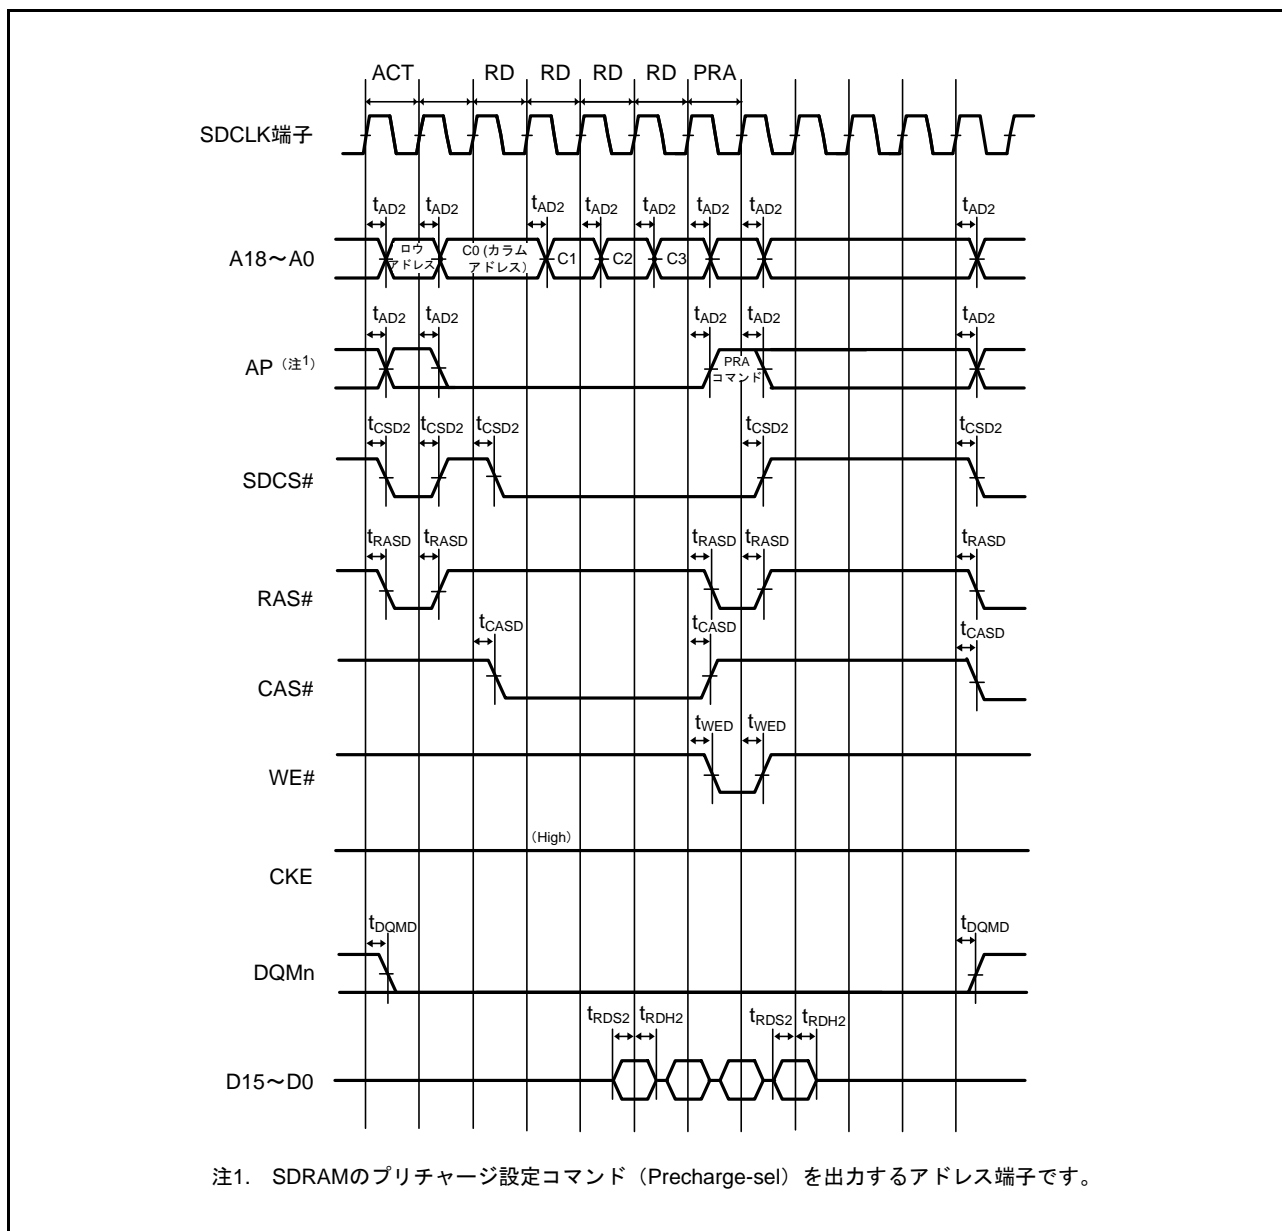 ACT RD RD RD RD PRA
SDCLK端子
tAD2 tAD2 tAD2 tAD2 tAD2 tAD2 tAD2 tAD2
A18～A0
ロウ
アドレス
C0 (カラム
アドレス）
C1 C2 C3
tAD2 tAD2 tAD2 tAD2 tAD2
AP（注1）
PRA
コマンド
tCSD2 tCSD2 tCSD2 tCSD2 tCSD2
SDCS#
tRASD tRASD tRASD tRASD tRASD
RAS#
tCASD tCASD tCASD
CAS#
tWED tWED
WE#
（High）
CKE
tDQMD tDQMD
DQMn
tRDS2 tRDH2 tRDS2 tRDH2
D15～D0
注1. SDRAMのプリチャージ設定コマンド（Precharge-sel）を出力するアドレス端子です。